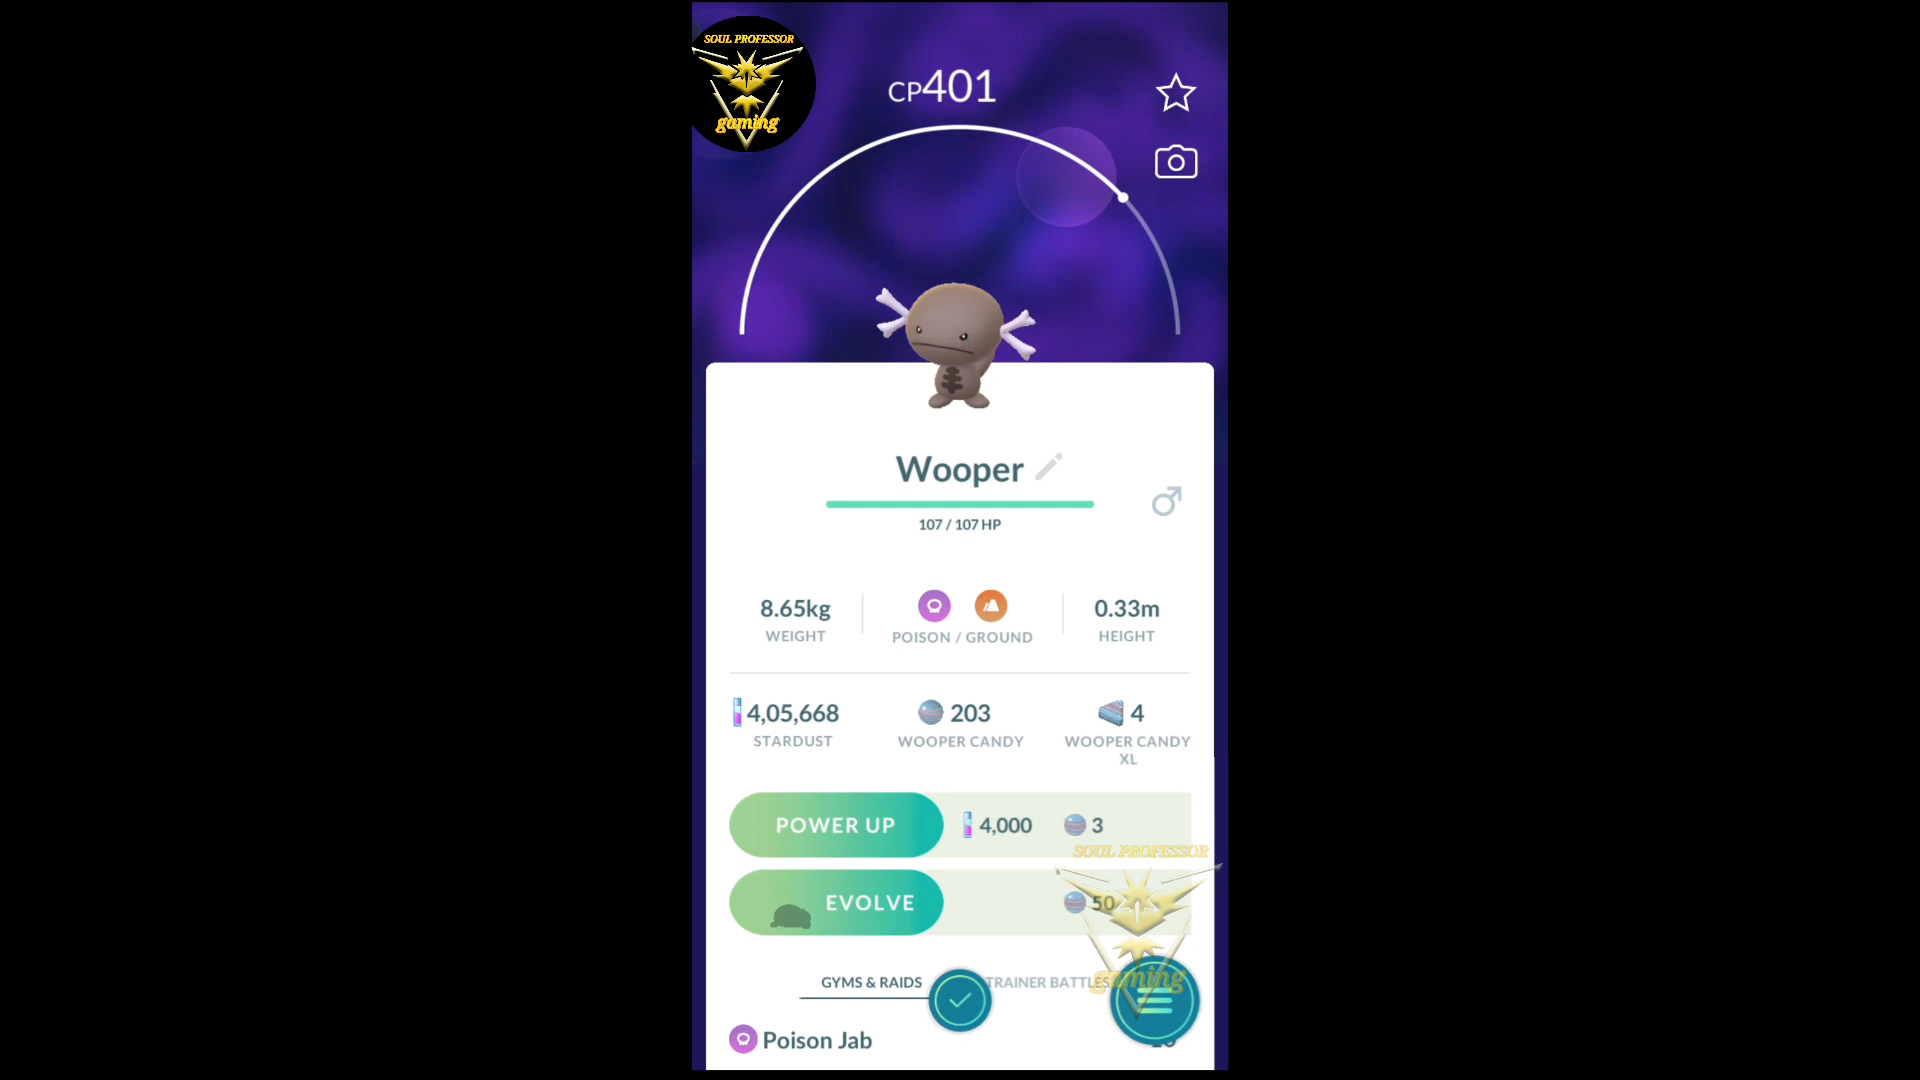 SOUL PROFESSOR
gaming
CP401
Wooper
107 / 107 HP
8.65kg
WEIGHT
POISON / GROUND
0.33m
HEIGHT
4,05,668
STARDUST
203
WOOPER CANDY
4
WOOPER CANDY
XL
POWER UP
4,000
3
SOUL PROFESSOR
EVOLVE
50
gaming
GYMS & RAIDS
TRAINER BATTLES
Poison Jab